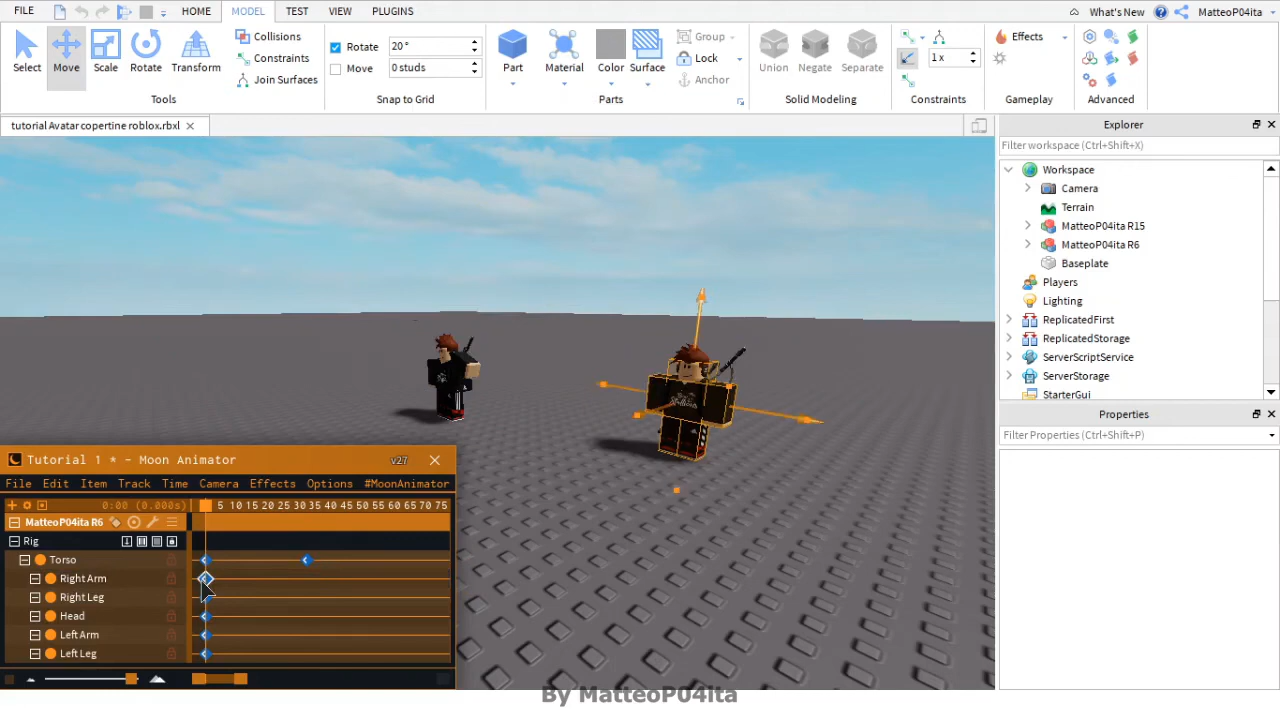 FILE HOME MODEL TEST VIEW PLUGINS What's New MatteoP04ita
Select Move Scale Rotate Transform
Collisions
Constraints
Join Surfaces
Tools
Rotate 20°
Move 0 stud
Snap to Grid
Part Material Color Surface
Group
Lock
Anchor
Parts
Union Negate Separate
Solid Modeling
1 x
Constraints
Effects
Gameplay
Advanced
tutorial Avatar copertine roblox.rbxl
Explorer
Filter workspace (Ctrl+Shift+X)
Workspace
Camera
Terrain
MatteoP04ita R15
MatteoP04ita R6
Baseplate
Players
Lighting
ReplicatedFirst
ReplicatedStorage
ServerScriptService
ServerStorage
StarterGui
Properties
Filter Properties (Ctrl+Shift+P)
Tutorial 1 * - Moon Animator v27
File Edit Item Track Time Camera Effects Options #MoonAnimator
0:00 (0.000s) 5 10 15 20 25 30 35 40 45 50 55 60 65 70 75
MatteoP04ita R6
Rig
Torso
Right Arm
Right Leg
Head
Left Arm
Left Leg
By MatteoP04ita